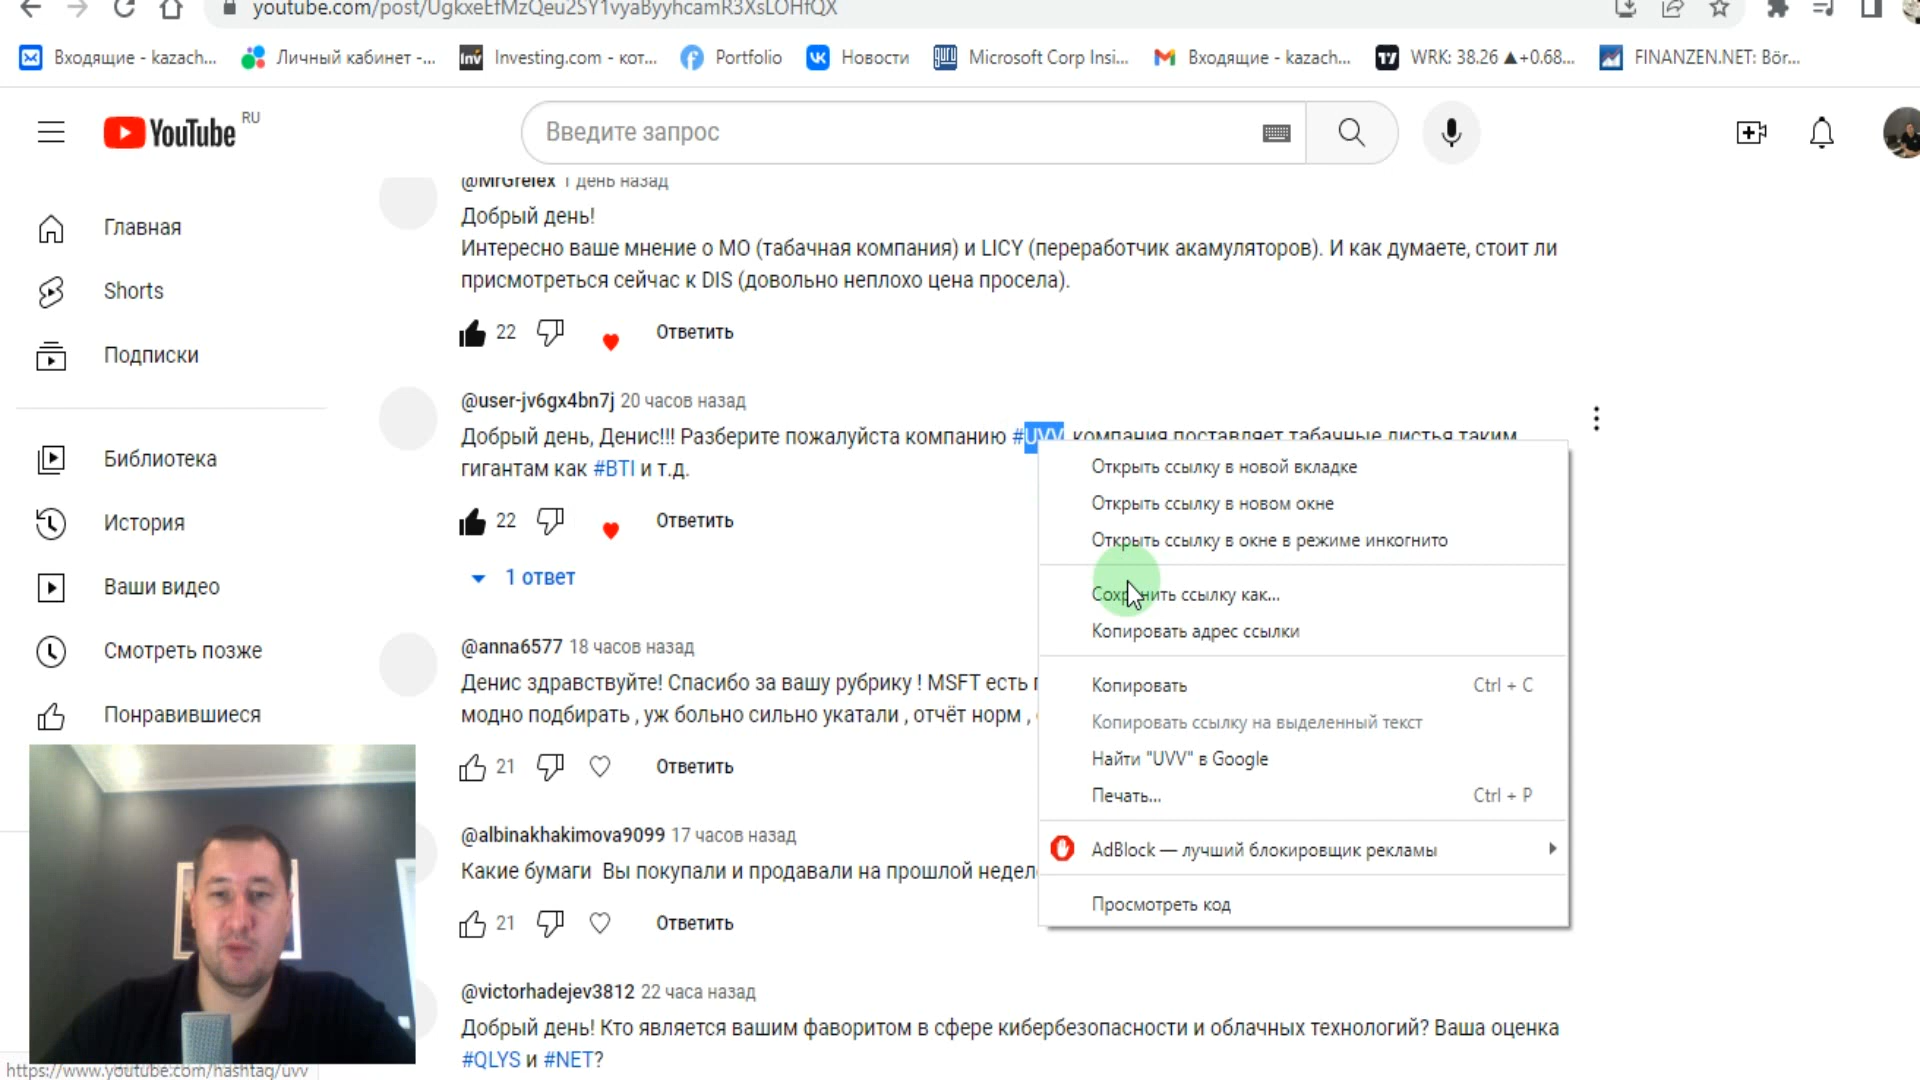 youtube.com/post/UgkxeEfMzQeu2SY1vyaByyhcamR3XsLOHfQX
Входящие - kazach...
Личный кабинет -...
Inv
Investing.com - кот...
Portfolio
Новости
guru
Microsoft Corp Insi...
Входящие - kazach...
WRK: 38.26 ▲+0.68...
FINANZEN.NET: Bör...
YouTube RU
Введите запрос
Главная
Shorts
Подписки
Библиотека
История
Ваши видео
Смотреть позже
Понравившиеся
@MrGrelex 1 день назад
Добрый день!
Интересно ваше мнение о MO (табачная компания) и LICY (переработчик акамуляторов). И как думаете, стоит ли
присмотреться сейчас к DIS (довольно неплохо цена просела).
22 Ответить
@user-jv6gx4bn7j 20 часов назад
Добрый день, Денис!!! Разберите пожалуйста компанию #UVV компания поставляет табачные листья таким
гигантам как #BTI и т.д.
22 Ответить
1 ответ
@anna6577 18 часов назад
Денис здравствуйте! Спасибо за вашу рубрику ! MSFT есть
модно подбирать , уж больно сильно укатали , отчёт норм ,
21 Ответить
@albinakhakimova9099 17 часов назад
Какие бумаги Вы покупали и продавали на прошлой недел
21 Ответить
@victorhadejev3812 22 часа назад
Добрый день! Кто является вашим фаворитом в сфере кибербезопасности и облачных технологий? Ваша оценка
#QLYS и #NET?
Открыть ссылку в новой вкладке
Открыть ссылку в новом окне
Открыть ссылку в окне в режиме инкогнито
Сохранить ссылку как...
Копировать адрес ссылки
Копировать Ctrl + C
Копировать ссылку на выделенный текст
Найти "UVV" в Google
Печать... Ctrl + P
AdBlock — лучший блокировщик рекламы
Просмотреть код
https://www.youtube.com/hashtag/uvv